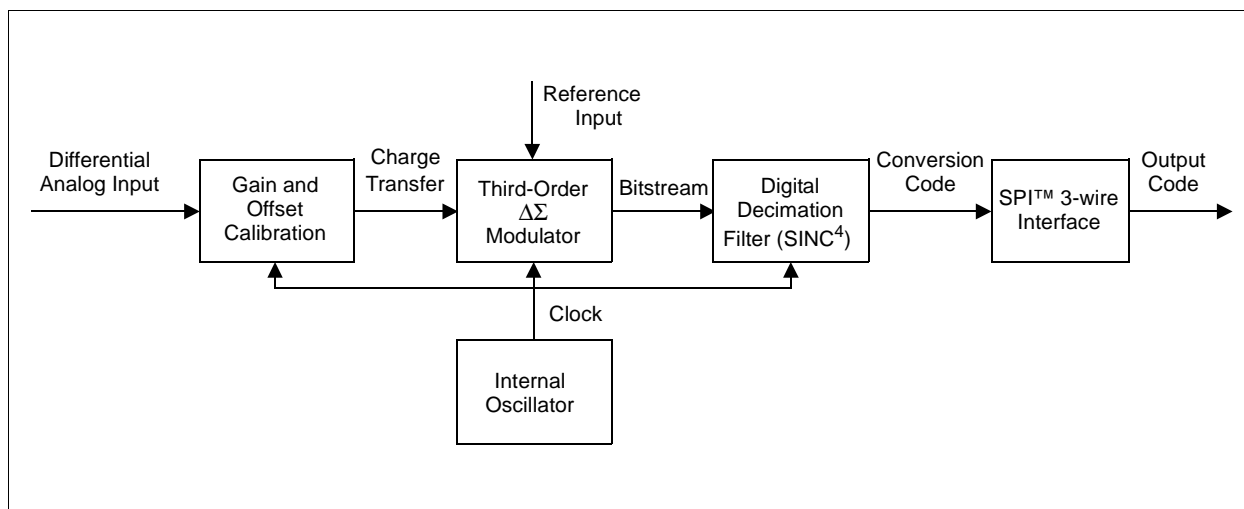 Reference
Input
Differential
Analog Input
Gain and
Offset
Calibration
Charge
Transfer
Third-Order
ΔΣ
Modulator
Bitstream
Digital
Decimation
Filter (SINC⁴)
Conversion
Code
SPI™ 3-wire
Interface
Output
Code
Clock
Internal
Oscillator